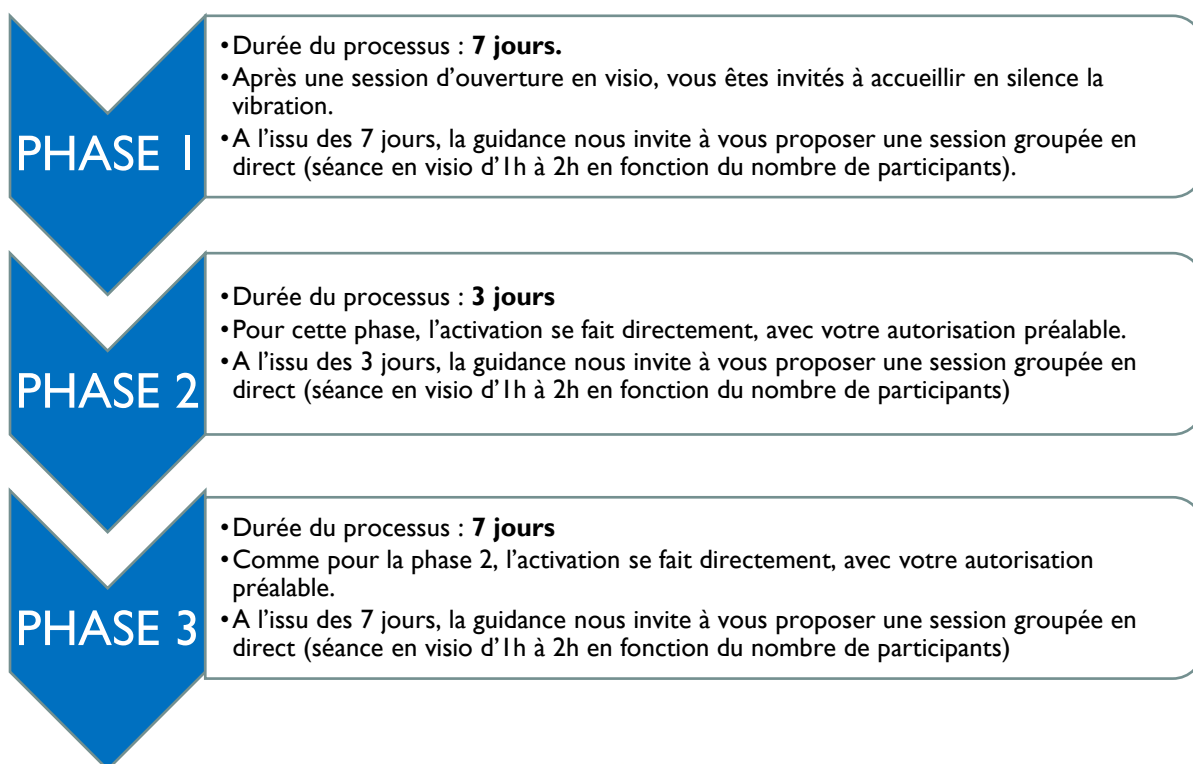 PHASE 1
•Durée du processus : 7 jours.
•Après une session d’ouverture en visio, vous êtes invités à accueillir en silence la
vibration.
•A l’issu des 7 jours, la guidance nous invite à vous proposer une session groupée en
direct (séance en visio d’1h à 2h en fonction du nombre de participants).
PHASE 2
•Durée du processus : 3 jours
•Pour cette phase, l’activation se fait directement, avec votre autorisation préalable.
•A l’issu des 3 jours, la guidance nous invite à vous proposer une session groupée en
direct (séance en visio d’1h à 2h en fonction du nombre de participants)
PHASE 3
•Durée du processus : 7 jours
•Comme pour la phase 2, l’activation se fait directement, avec votre autorisation
préalable.
•A l’issu des 7 jours, la guidance nous invite à vous proposer une session groupée en
direct (séance en visio d’1h à 2h en fonction du nombre de participants)